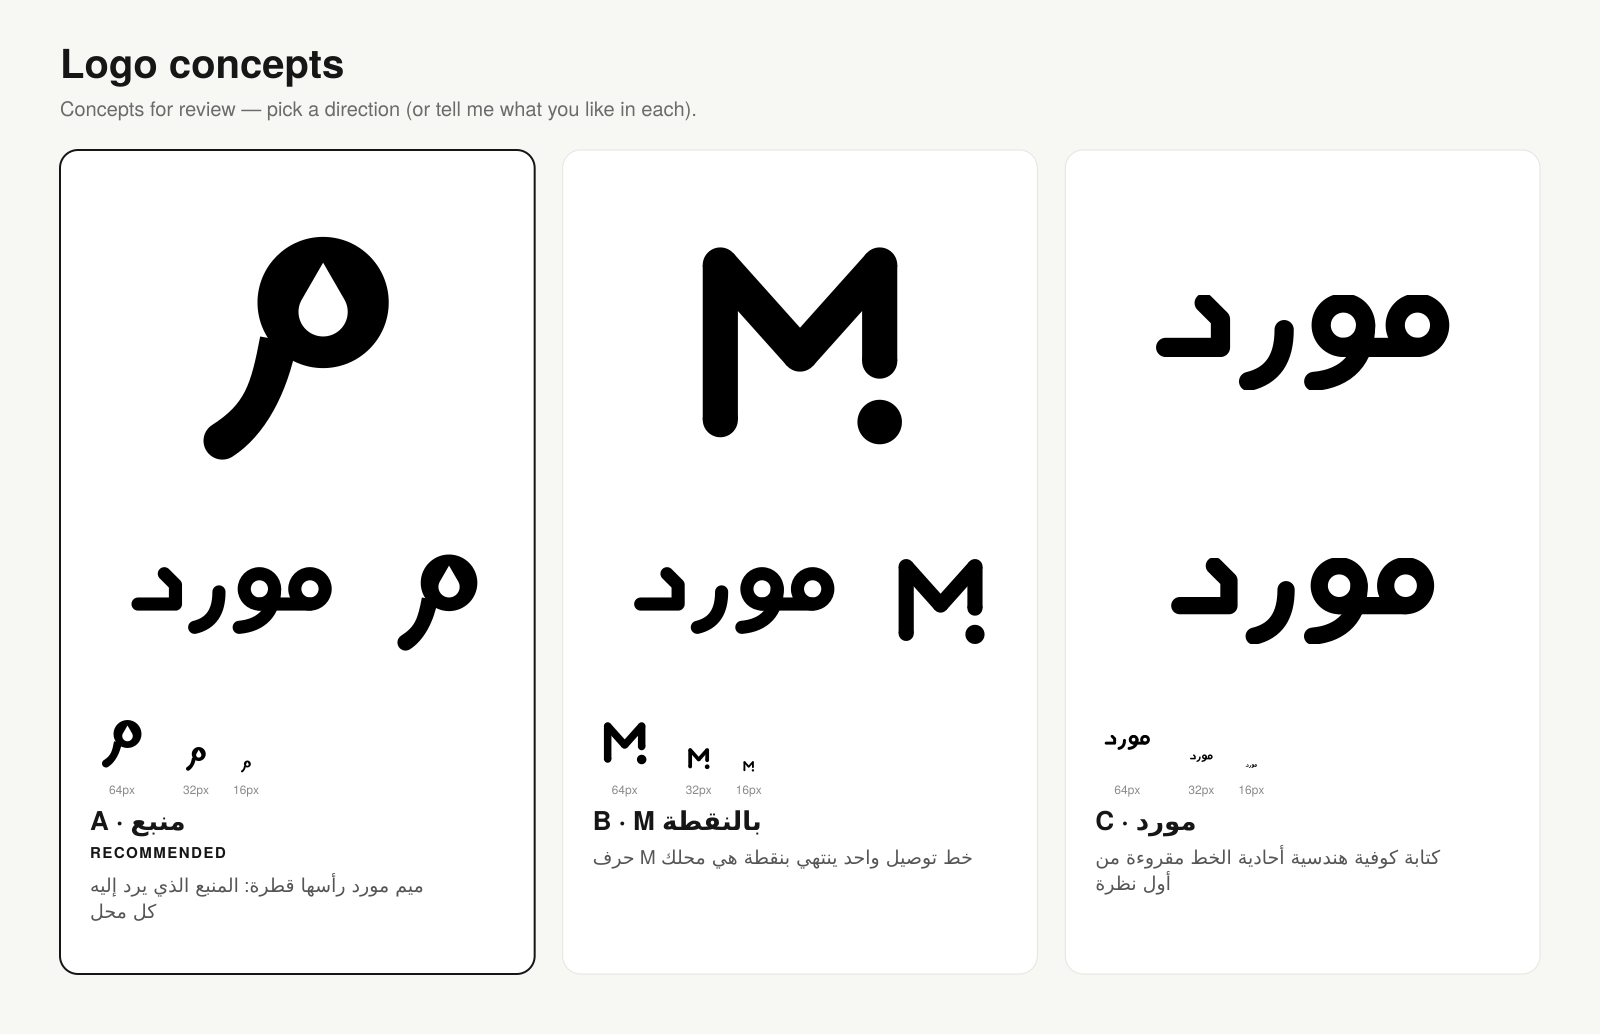 Logo concepts
Concepts for review — pick a direction (or tell me what you like in each).
م
مورد
م
64px
32px
16px
A · منبع
RECOMMENDED
ميم مورد رأسها قطرة: المنبع الذي يرد إليه
كل محل
M
مورد
M
64px
32px
16px
B · M بالنقطة
خط توصيل واحد ينتهي بنقطة هي محلك M حرف
مورد
مورد
مورد
مورد
مورد
64px
32px
16px
C · مورد
كتابة كوفية هندسية أحادية الخط مقروءة من
أول نظرة